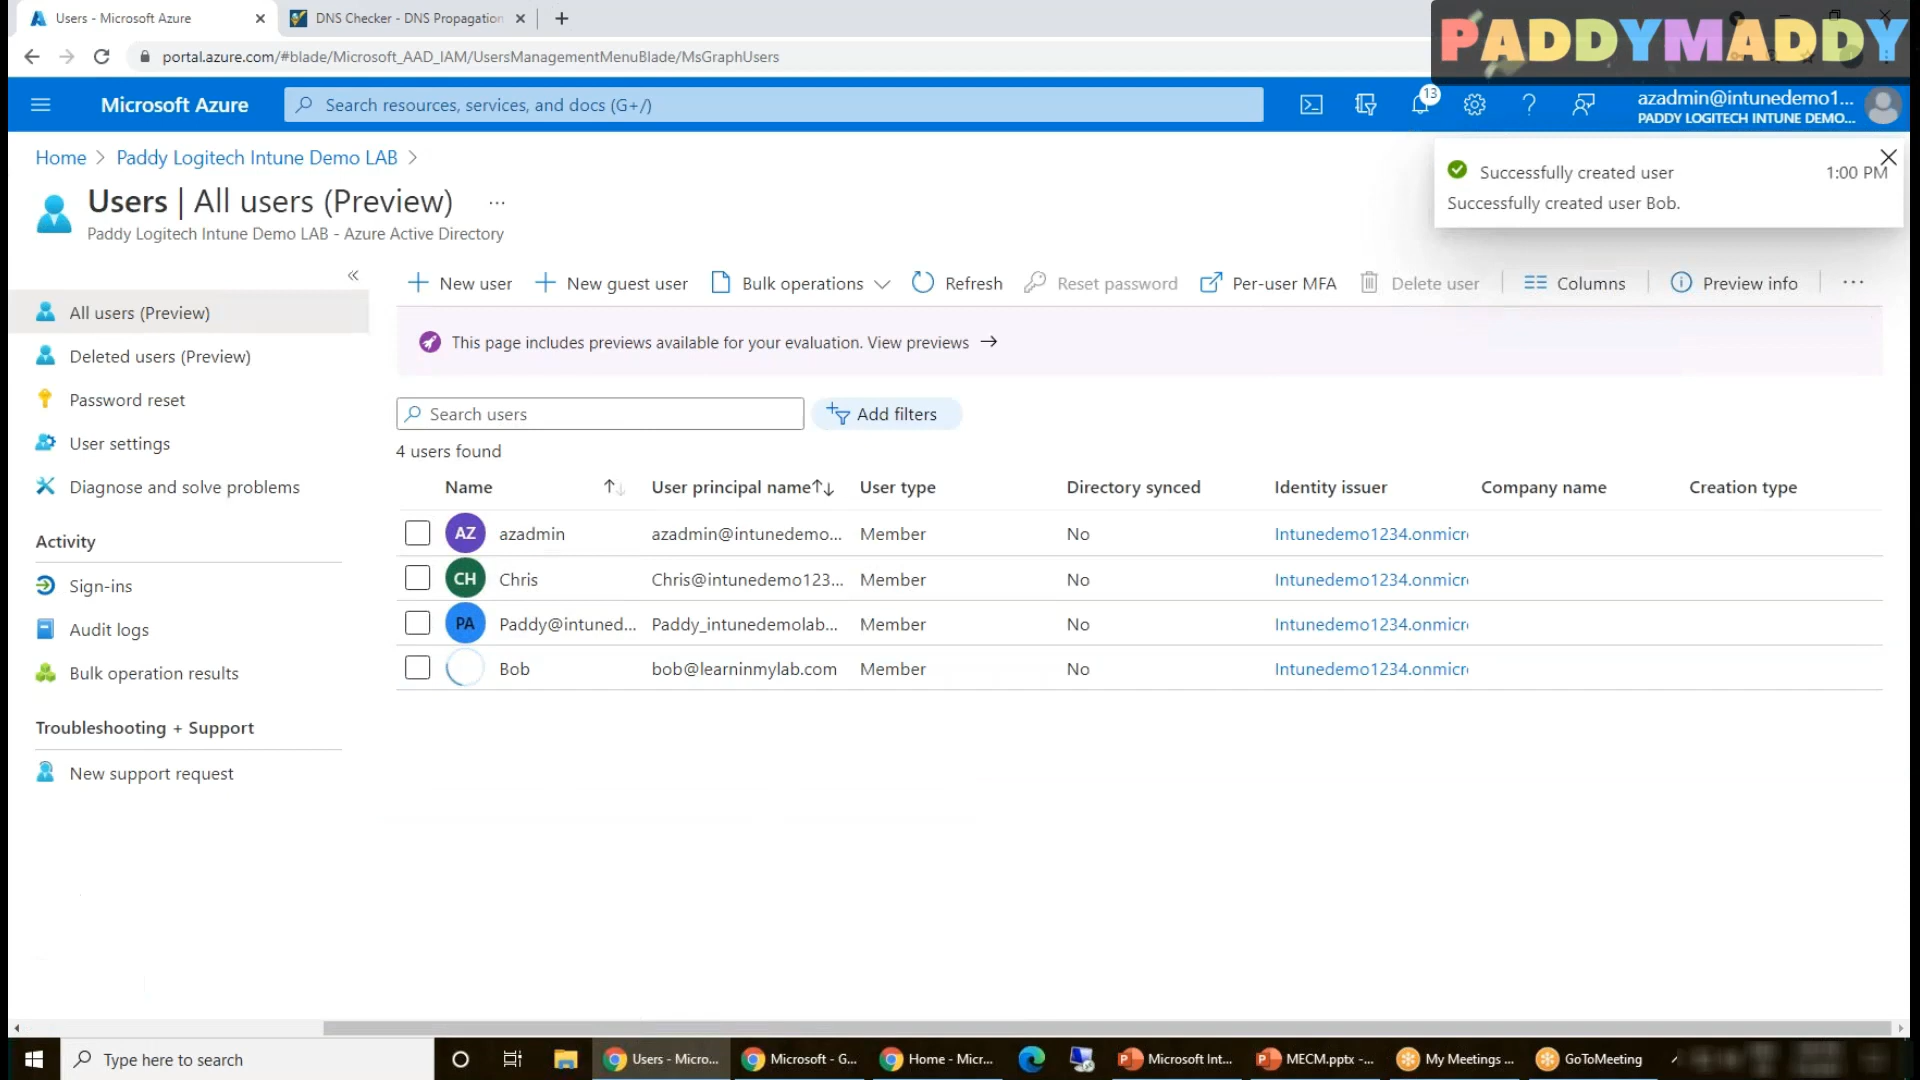 Users - Microsoft Azure
DNS Checker - DNS Propagation
PADDYMADDY
portal.azure.com/#blade/Microsoft_AAD_IAM/UsersManagementMenuBlade/MsGraphUsers
Microsoft Azure
Search resources, services, and docs (G+/)
13
azadmin@intunedemo1...
PADDY LOGITECH INTUNE DEMO...
Home > Paddy Logitech Intune Demo LAB >
Successfully created user
1:00 PM
Successfully created user Bob.
Users | All users (Preview) ...
Paddy Logitech Intune Demo LAB - Azure Active Directory
New user
New guest user
Bulk operations
Refresh
Reset password
Per-user MFA
Delete user
Columns
Preview info
...
All users (Preview)
Deleted users (Preview)
Password reset
User settings
Diagnose and solve problems
Activity
Sign-ins
Audit logs
Bulk operation results
Troubleshooting + Support
New support request
This page includes previews available for your evaluation. View previews →
Search users
Add filters
4 users found
Name User principal name User type Directory synced Identity issuer Company name Creation type
AZ azadmin azadmin@intunedemo... Member No Intunedemo1234.onmicr
CH Chris Chris@intunedemo123... Member No Intunedemo1234.onmicr
PA Paddy@intuned... Paddy_intunedemolab... Member No Intunedemo1234.onmicr
Bob bob@learninmylab.com Member No Intunedemo1234.onmicr
Type here to search
Users - Micro...
Microsoft - G...
Home - Micr...
Microsoft Int...
MECM.pptx -...
My Meetings ...
GoToMeeting